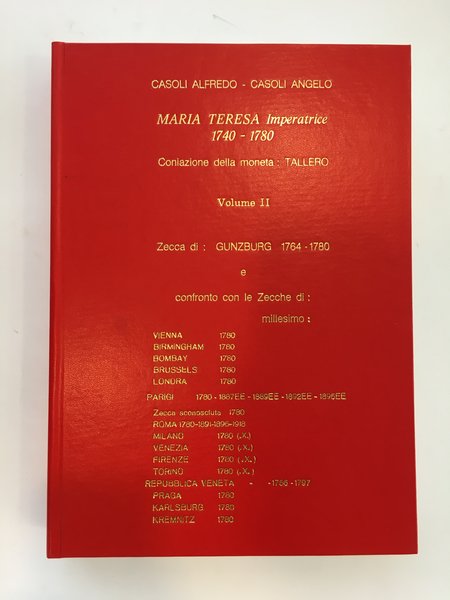 CASOLI ALFREDO - CASOLI ANGELO
MARIA TERESA Imperatrice
1740 - 1780
Coniazione della moneta : TALLERO
Volume II
Zecca di : GUNZBURG 1764 - 1780
e
confronto con le Zecche di :
millesimo :
VIENNA 1780
BIRMINGHAM 1780
BOMBAY 1780
BRUSSELS 1780
LONDRA 1780
PARIGI 1780 - 1887EE - 1889EE - 1892EE - 1895EE
Zecca sconosciuta 1780
ROMA 1780-1891-1896-1918
MILANO 1780 (.X.)
VENEZIA 1780 (.X.)
FIRENZE 1780 (.X.)
TORINO 1780 (.X.)
REPUBBLICA VENETA - -1756 - 1797
PRAGA 1780
KARLSBURG 1780
KREMNITZ 1780